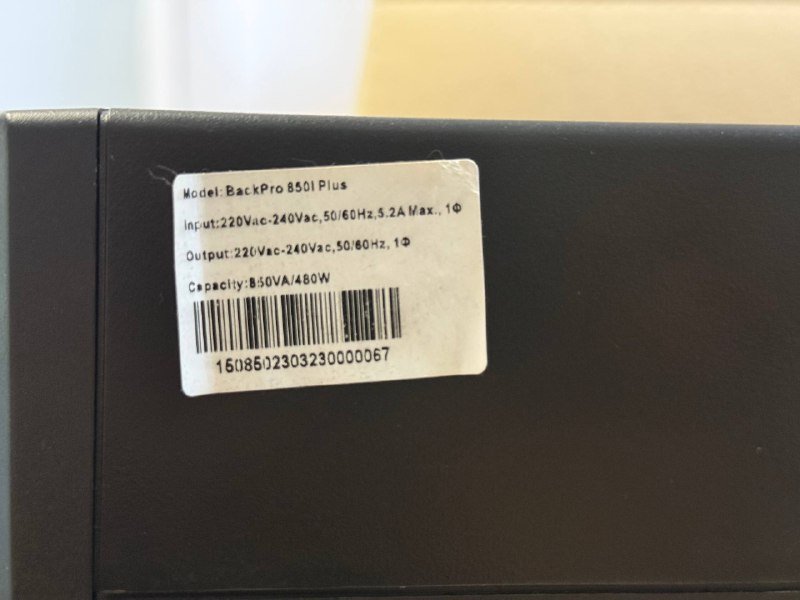 Model: BackPro 850I Plus
Input:220Vac-240Vac,50/60Hz,5.2A Max., 1Φ
Output:220Vac-240Vac,50/60Hz, 1Φ
Capacity:850VA/480W
1508502303230000067